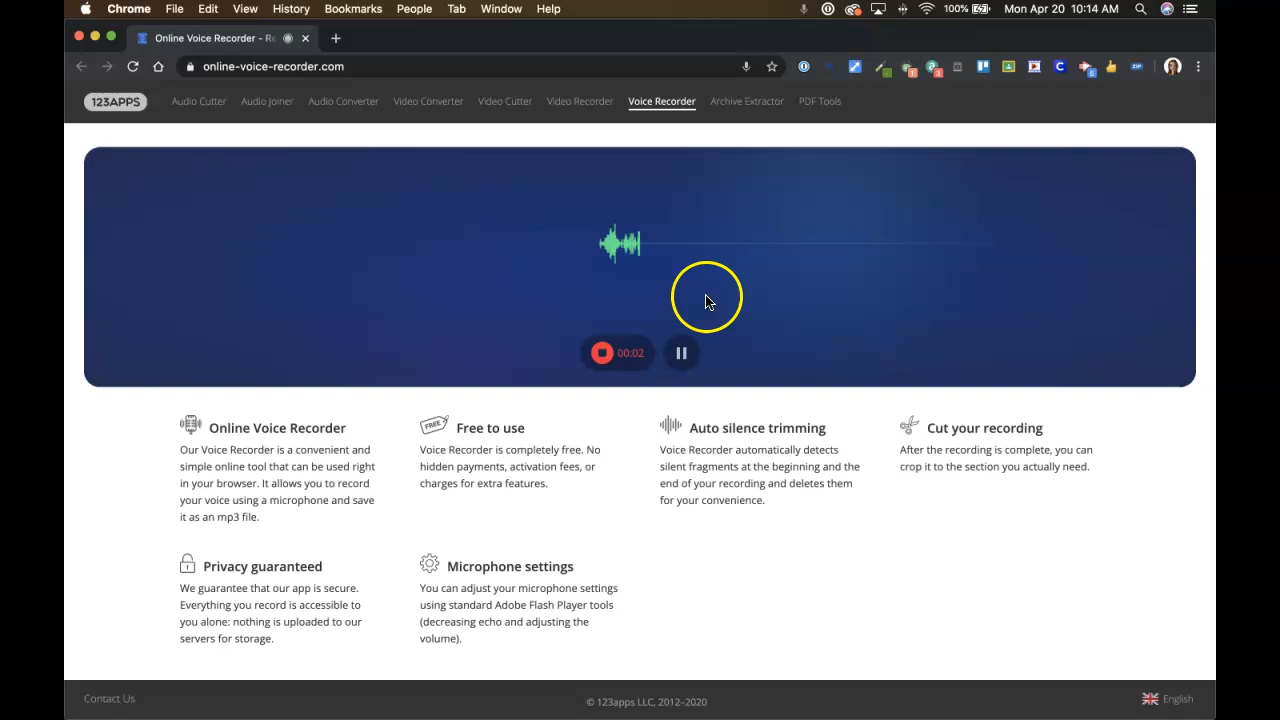 Chrome File Edit View History Bookmarks People Tab Window Help 100% Mon Apr 20 10:14 AM
Online Voice Recorder - Re
online-voice-recorder.com
123APPS Audio Cutter Audio Joiner Audio Converter Video Converter Video Cutter Video Recorder Voice Recorder Archive Extractor PDF Tools
00:02
Online Voice Recorder
Our Voice Recorder is a convenient and
simple online tool that can be used right
in your browser. It allows you to record
your voice using a microphone and save
it as an mp3 file.
FREE Free to use
Voice Recorder is completely free. No
hidden payments, activation fees, or
charges for extra features.
Auto silence trimming
Voice Recorder automatically detects
silent fragments at the beginning and the
end of your recording and deletes them
for your convenience.
Cut your recording
After the recording is complete, you can
crop it to the section you actually need.
Privacy guaranteed
We guarantee that our app is secure.
Everything you record is accessible to
you alone: nothing is uploaded to our
servers for storage.
Microphone settings
You can adjust your microphone settings
using standard Adobe Flash Player tools
(decreasing echo and adjusting the
volume).
Contact Us © 123apps LLC, 2012–2020 English